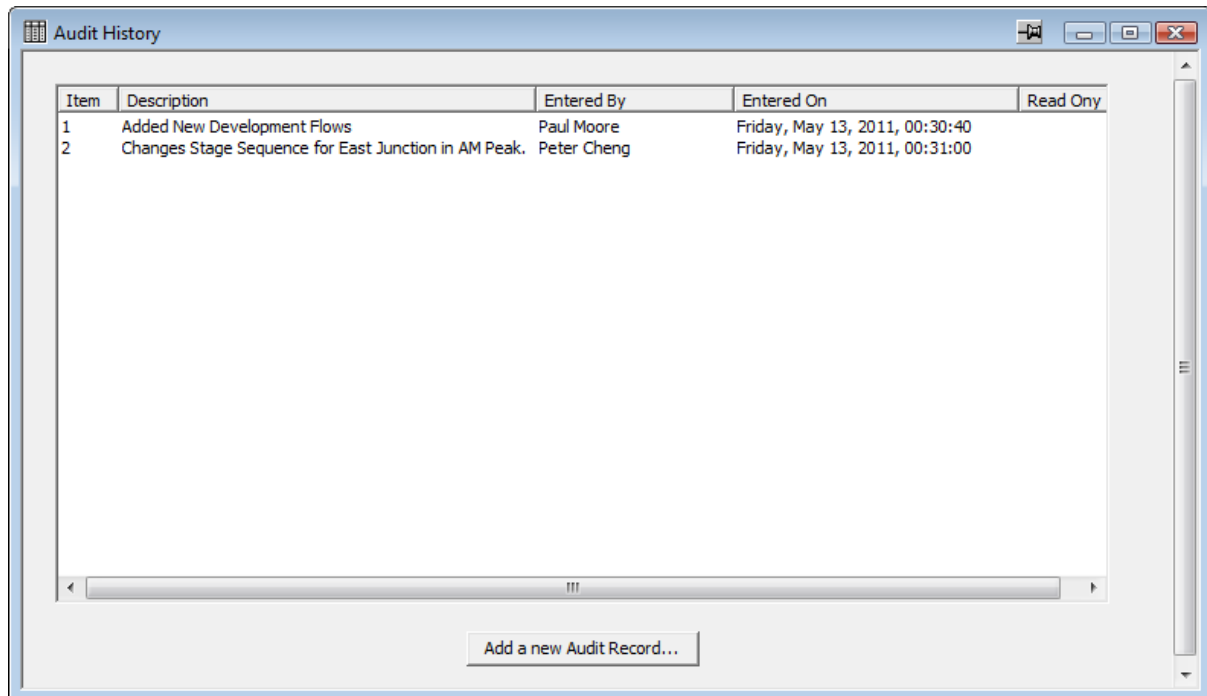 Audit History
Item Description Entered By Entered On Read Ony
1 Added New Development Flows Paul Moore Friday, May 13, 2011, 00:30:40
2 Changes Stage Sequence for East Junction in AM Peak. Peter Cheng Friday, May 13, 2011, 00:31:00
Add a new Audit Record...